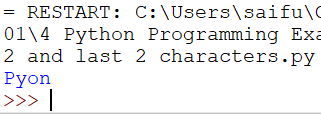 = RESTART: C:\Users\saifu\
01\4 Python Programming Exa
2 and last 2 characters.py
Pyon
>>>